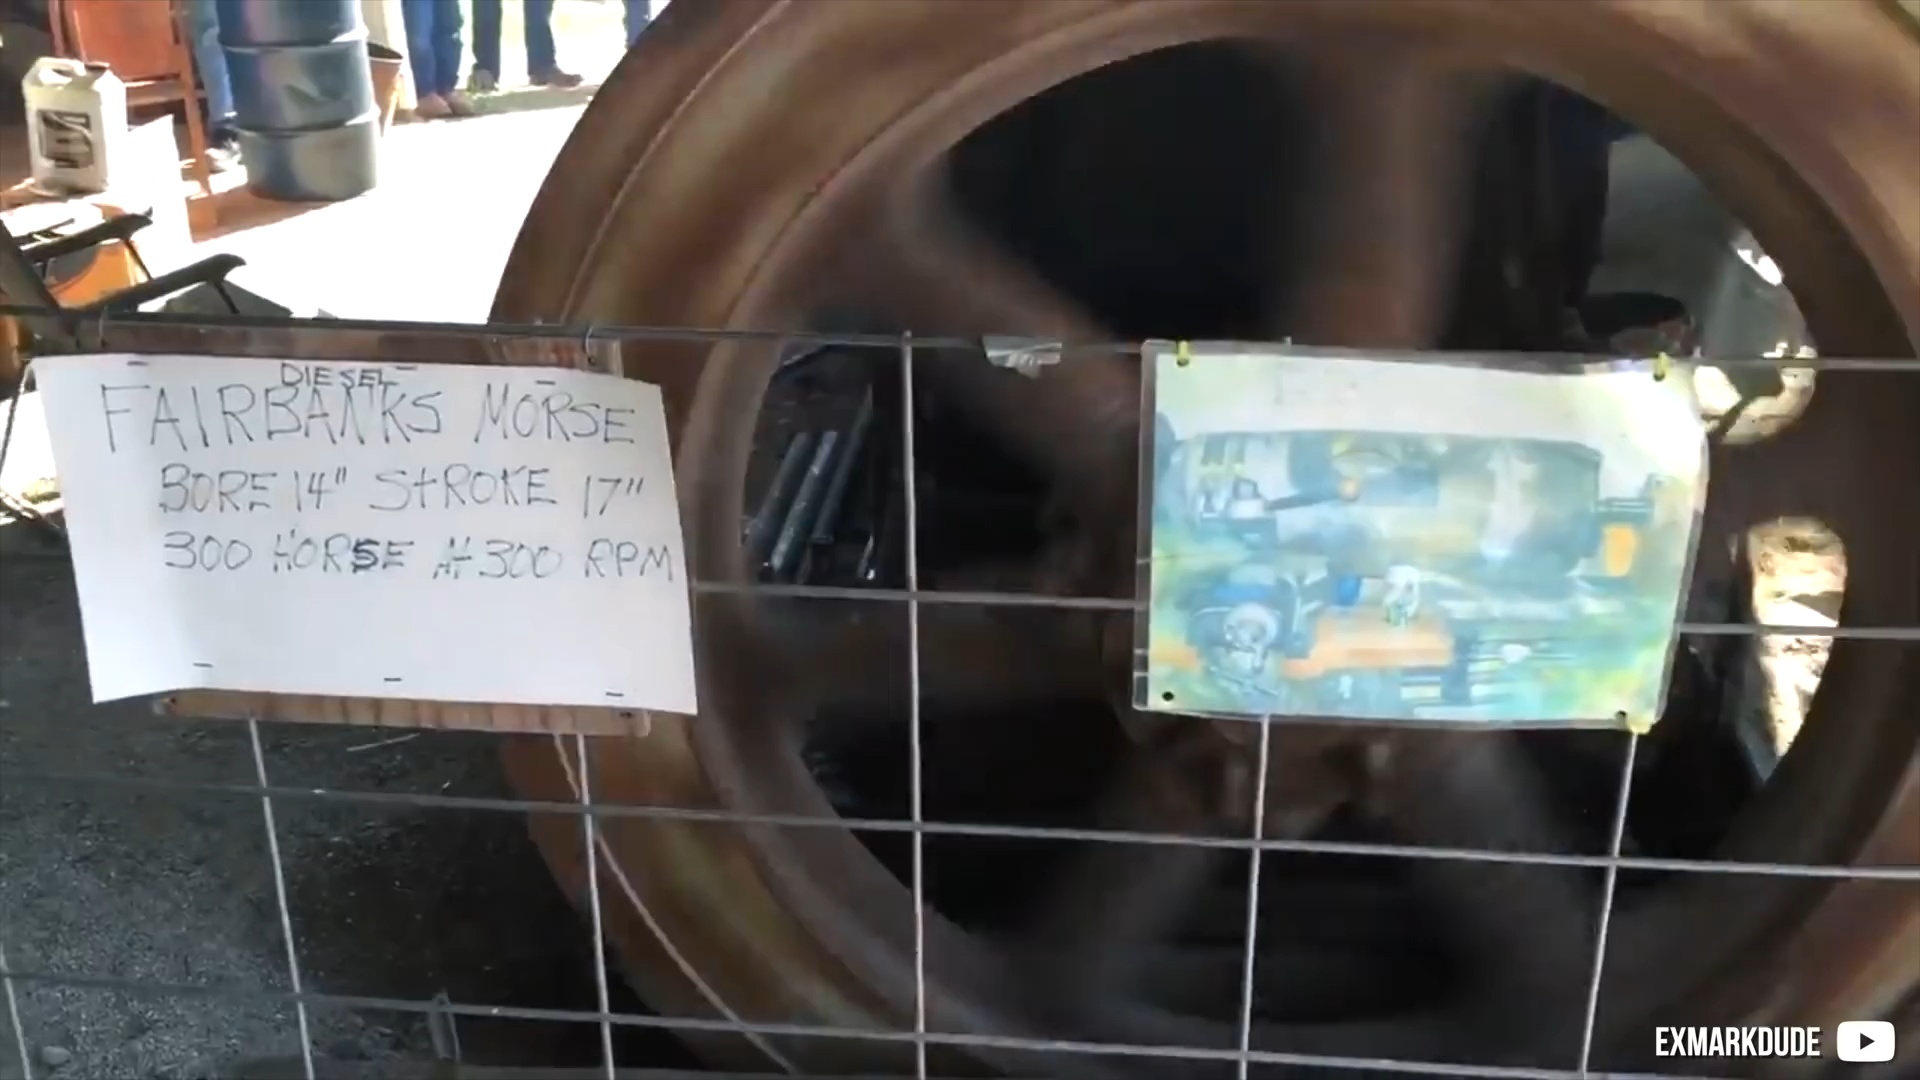 DIESEL
FAIRBANKS MORSE
BORE 14" STROKE 17"
300 HORSE At 300 RPM
EXMARKDUDE